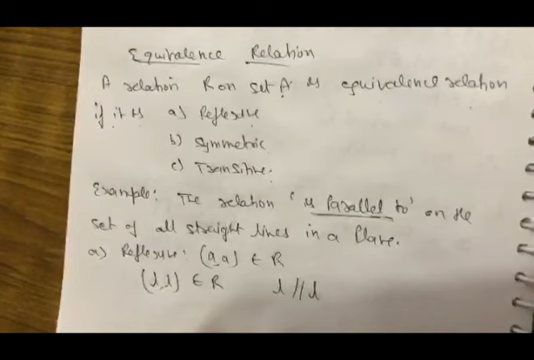 Equivalence Relation
A relation R on set A is equivalence relation
if it is a) Reflexive
b) Symmetric
c) Transitive.
Example: The relation 'is Parallel to' on the
set of all straight lines in a Plane.
a) Reflexive: (a,a) ∈ R
(l,l) ∈ R l // l